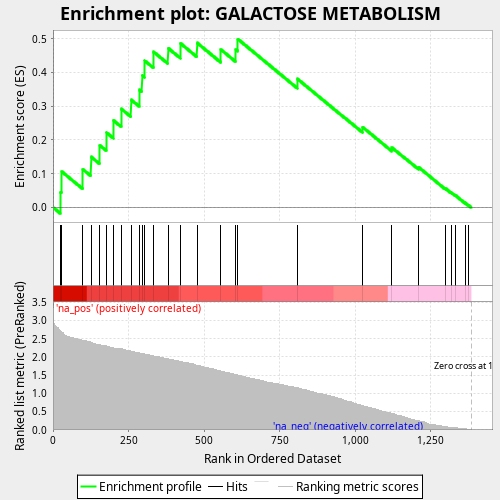 Enrichment plot: GALACTOSE METABOLISM
Enrichment score (ES)
0.5
0.4
0.3
0.2
0.1
0.0
'na_pos' (positively correlated)
Ranked list metric (PreRanked)
3.5
3.0
2.5
2.0
1.5
1.0
0.5
0.0
Zero cross at 1
'na_neg' (negatively correlated)
0
250
500
750
1,000
1,250
Rank in Ordered Dataset
Enrichment profile
Hits
Ranking metric scores